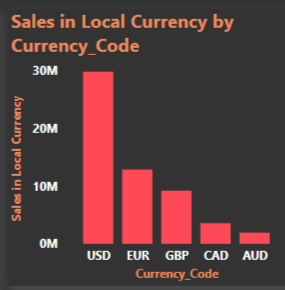 Sales in Local Currency by
Currency_Code
30M
20M
10M
0M
Sales in Local Currency
USD EUR GBP CAD AUD
Currency_Code